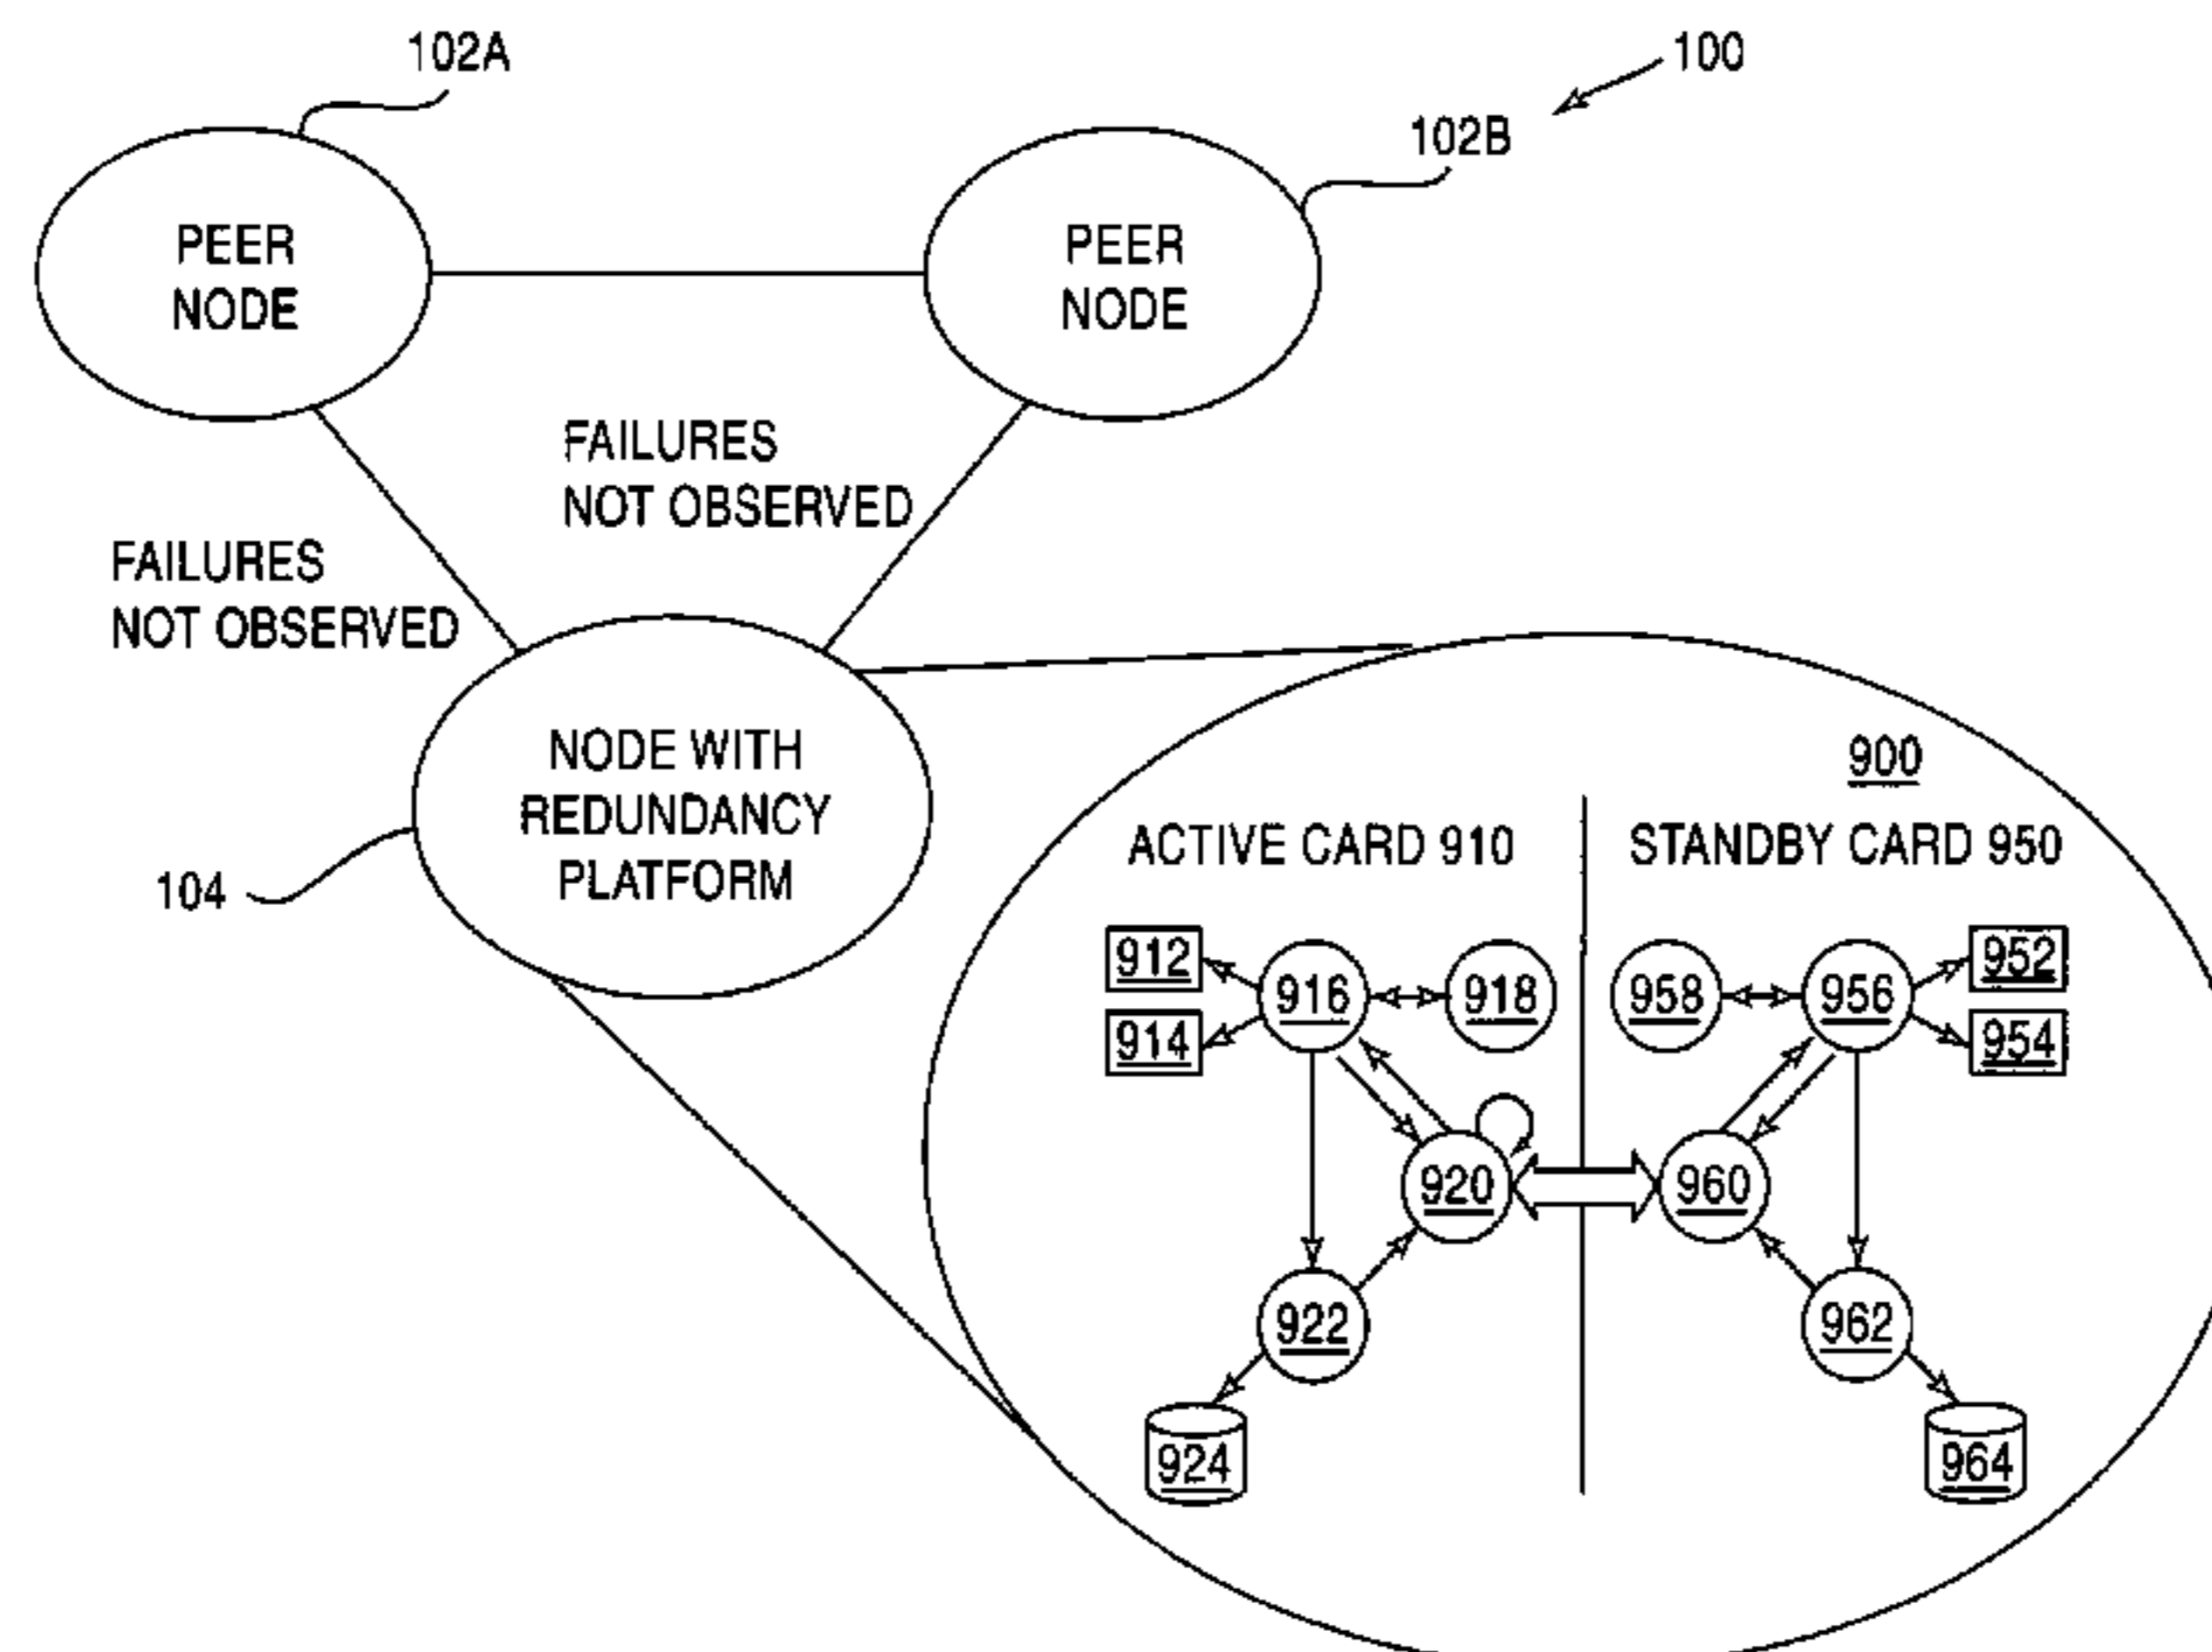 102A
100
102B
PEER
NODE
PEER
NODE
FAILURES
NOT OBSERVED
FAILURES
NOT OBSERVED
NODE WITH
REDUNDANCY
PLATFORM
104
900
ACTIVE CARD 910
STANDBY CARD 950
912
914
916
918
958
956
952
954
920
960
922
962
924
964